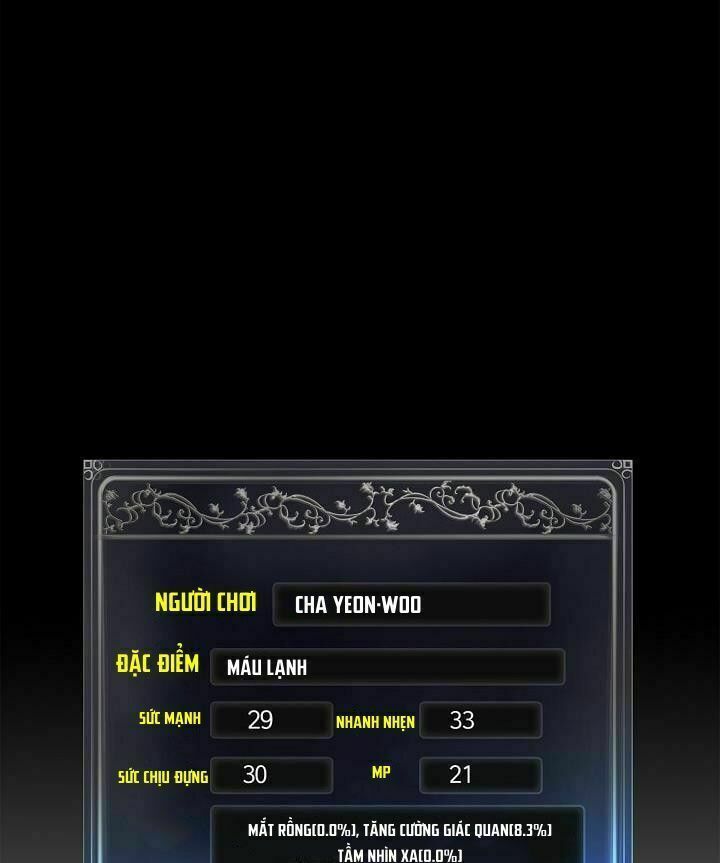 NGƯỜI CHƠI CHA YEON-WOO
ĐẶC ĐIỂM MÁU LẠNH
SỨC MẠNH 29 NHANH NHẸN 33
SỨC CHỊU ĐỰNG 30 MP 21
MẮT RỒNG[0.0%], TĂNG CƯỜNG GIÁC QUAN[8.3%]
TẦM NHÌN XA[0.0%]